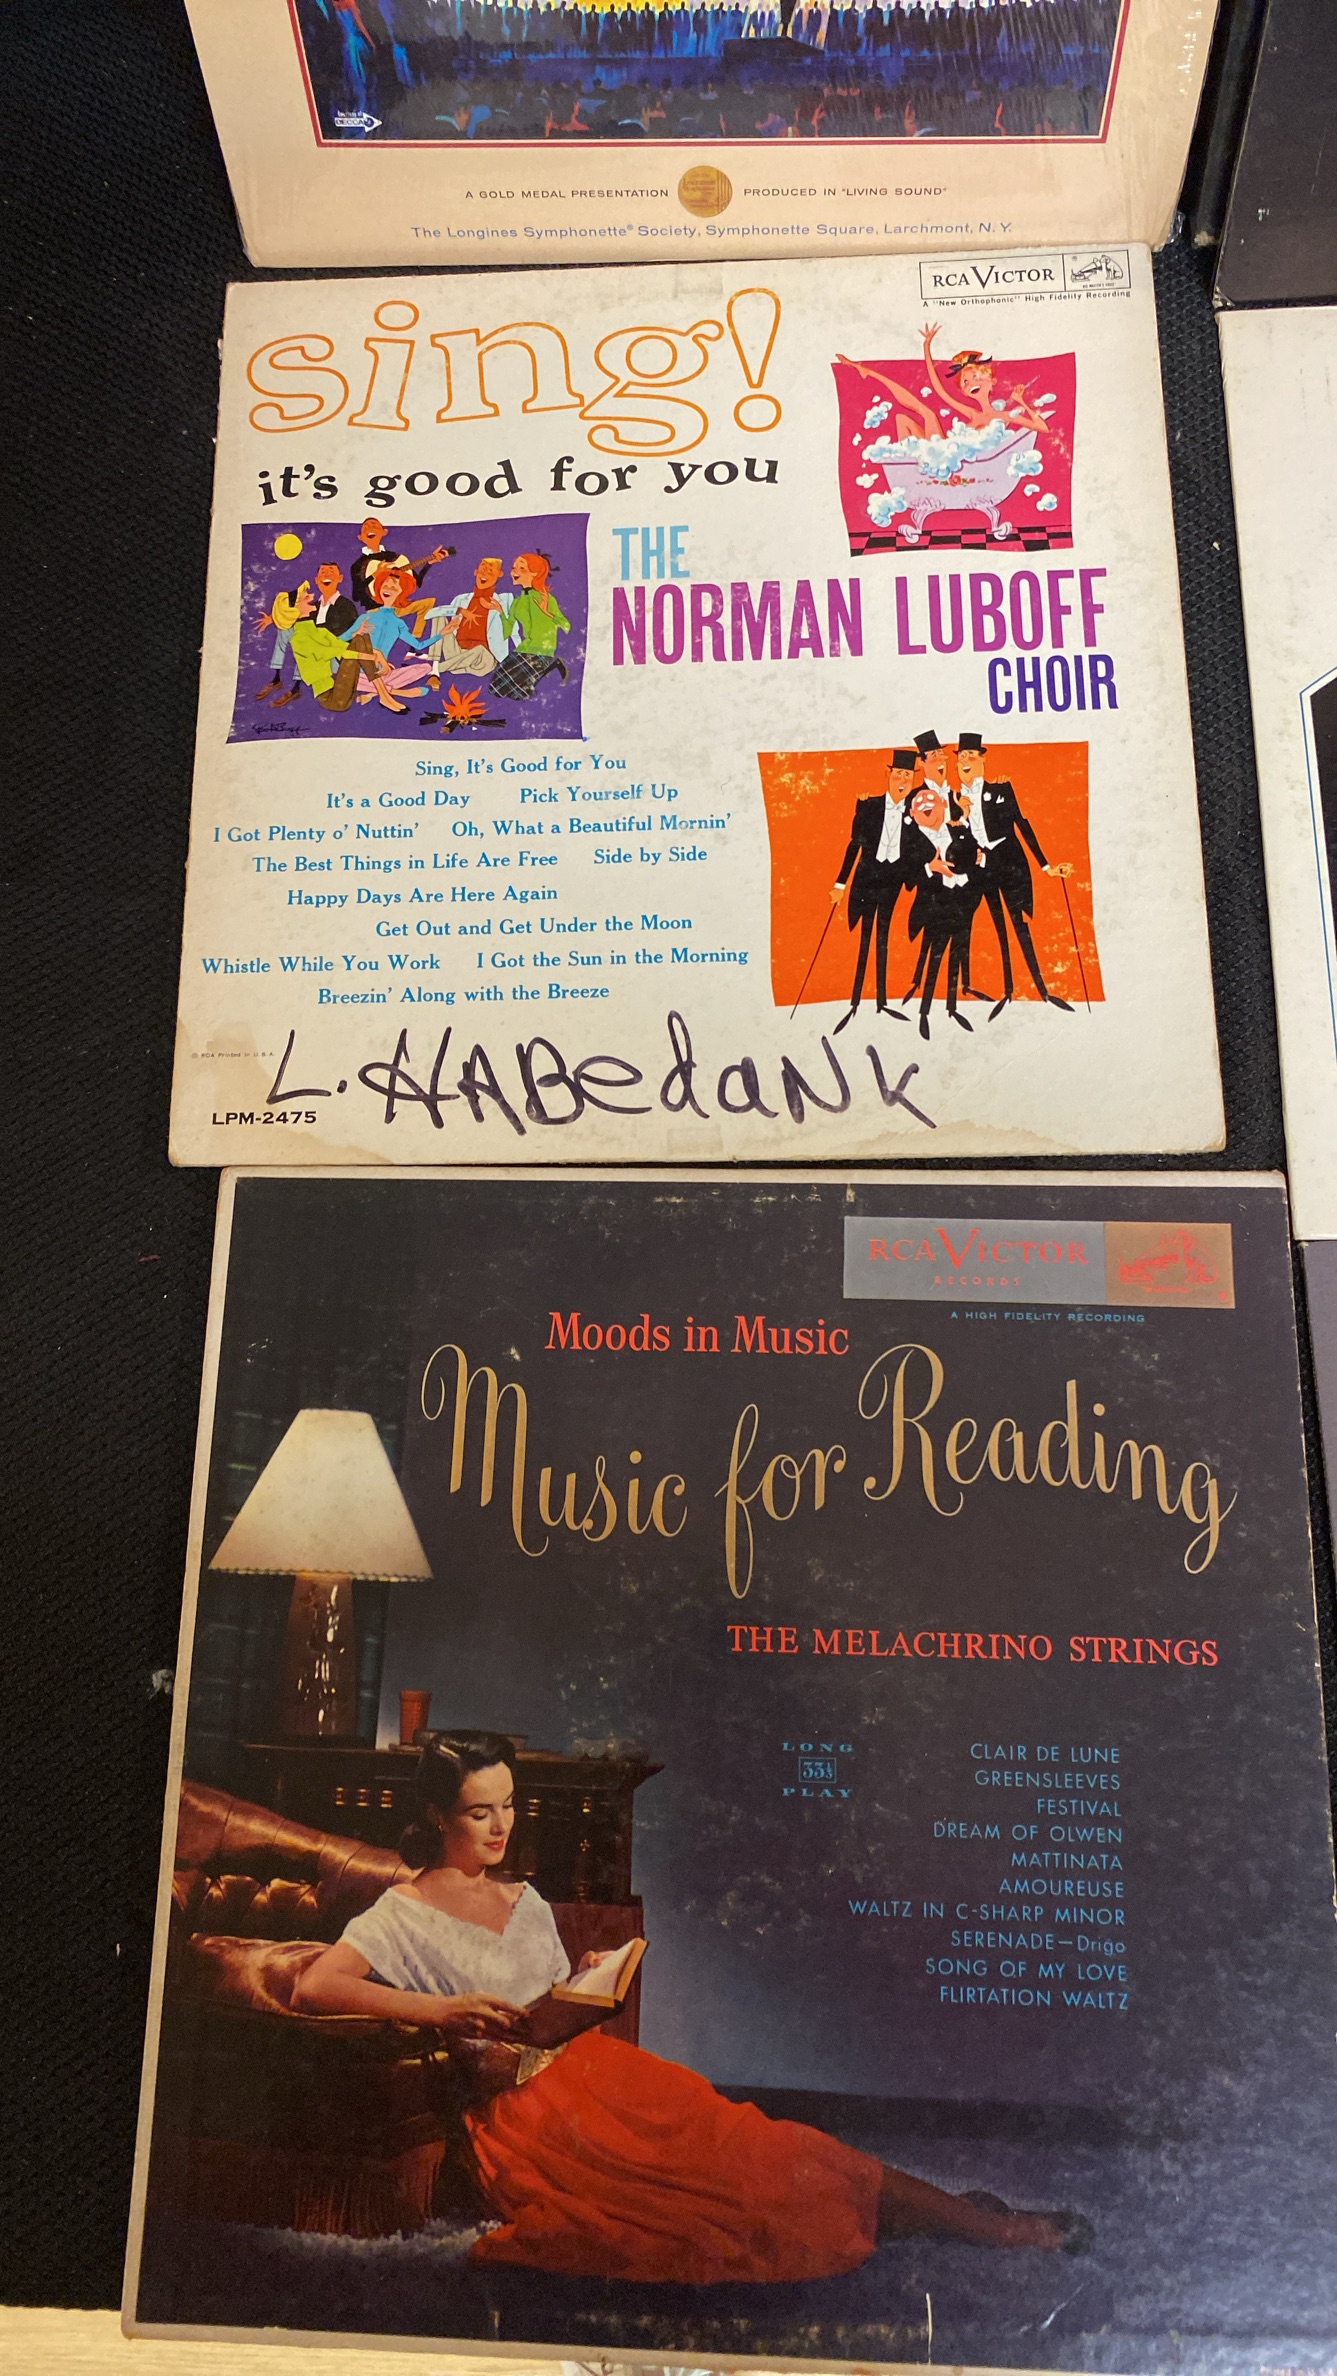 DECCA
A GOLD MEDAL PRESENTATION PRODUCED IN "LIVING SOUND"
The Longines Symphonette® Society, Symphonette Square, Larchmont, N. Y.
RCA VICTOR
A "New Orthophonic" High Fidelity Recording
sing!
it's good for you
THE
NORMAN LUBOFF
CHOIR
Sing, It's Good for You
It's a Good Day Pick Yourself Up
I Got Plenty o' Nuttin' Oh, What a Beautiful Mornin'
The Best Things in Life Are Free Side by Side
Happy Days Are Here Again
Get Out and Get Under the Moon
Whistle While You Work I Got the Sun in the Morning
Breezin' Along with the Breeze
© RCA Printed in U.S.A.
L. HABedaNk
LPM-2475
RCA VICTOR
RECORDS
A HIGH FIDELITY RECORDING
Moods in Music
Music for Reading
THE MELACHRINO STRINGS
LONG
33⅓
PLAY
CLAIR DE LUNE
GREENSLEEVES
FESTIVAL
DREAM OF OLWEN
MATTINATA
AMOUREUSE
WALTZ IN C-SHARP MINOR
SERENADE—Drigo
SONG OF MY LOVE
FLIRTATION WALTZ